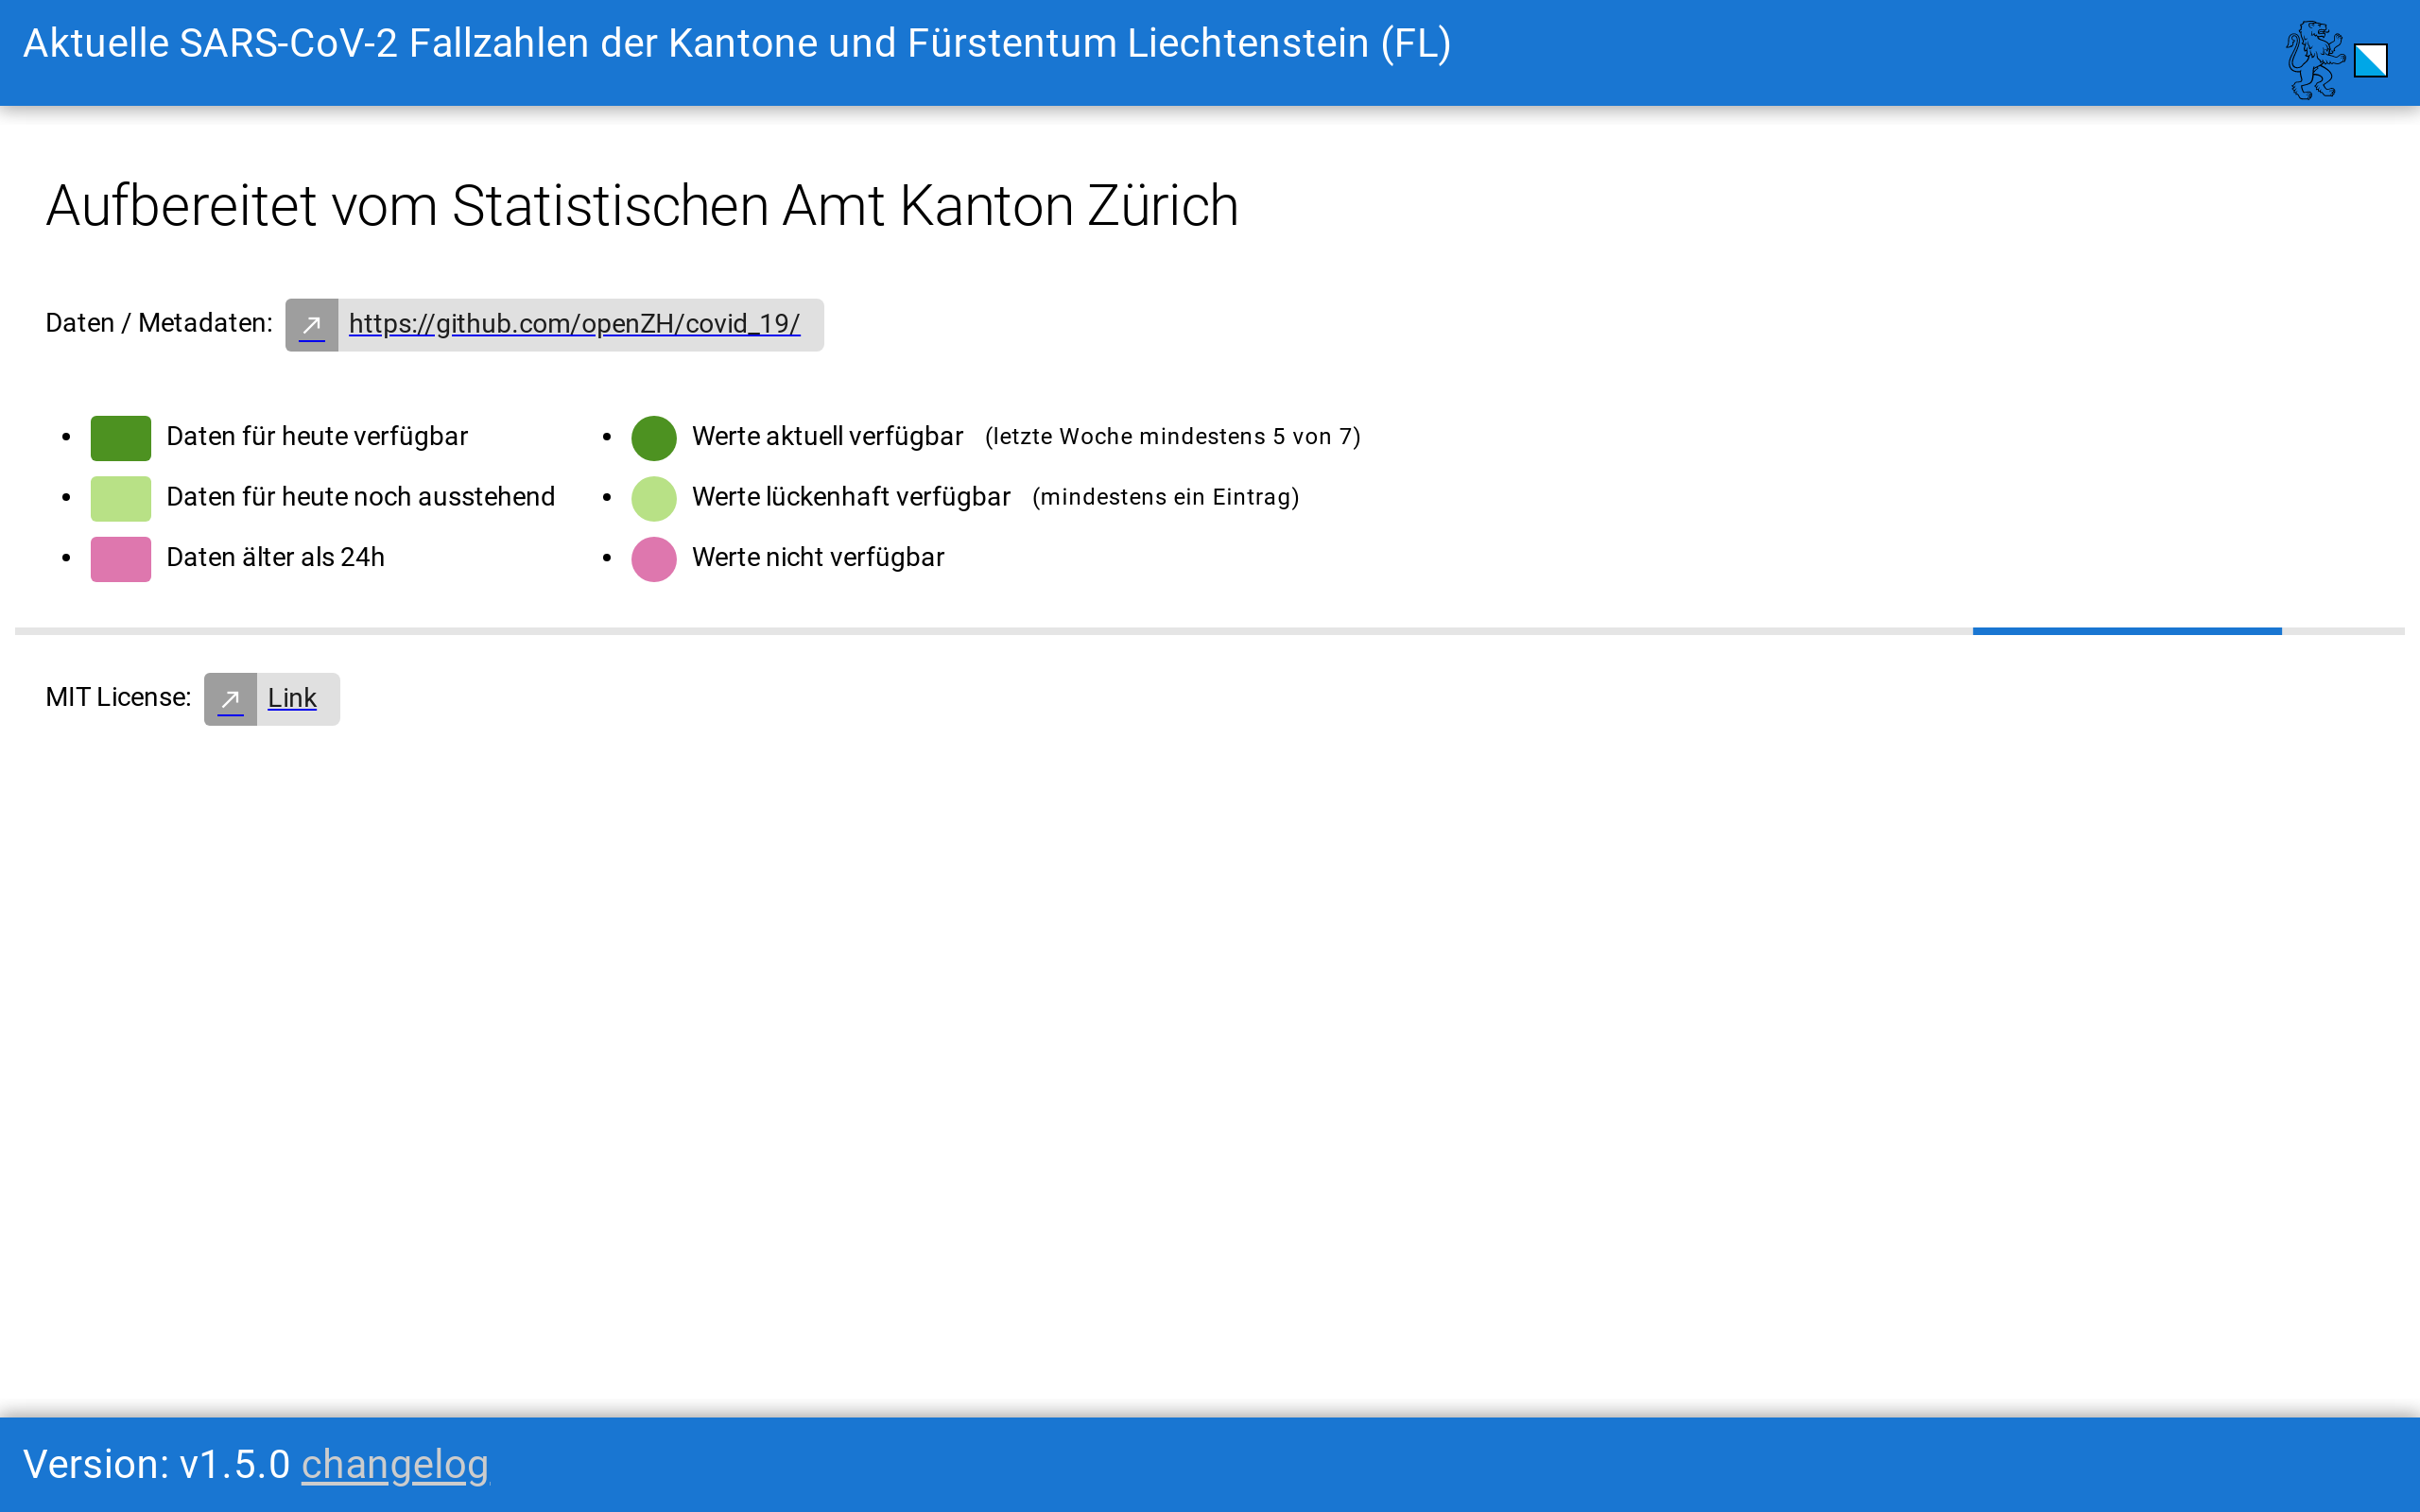 Aktuelle SARS-CoV-2 Fallzahlen der Kantone und Fürstentum Liechtenstein (FL)
Aufbereitet vom Statistischen Amt Kanton Zürich
Daten / Metadaten: https://github.com/openZH/covid_19/
Daten für heute verfügbar
Daten für heute noch ausstehend
Daten älter als 24h
Werte aktuell verfügbar (letzte Woche mindestens 5 von 7)
Werte lückenhaft verfügbar (mindestens ein Eintrag)
Werte nicht verfügbar
MIT License: Link
Version: v1.5.0 changelog